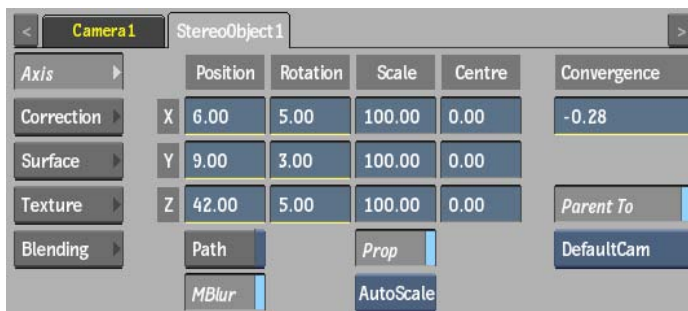 < Camera1 StereoObject1 >
Axis Position Rotation Scale Centre Convergence
Correction X 6.00 5.00 100.00 0.00 -0.28
Surface Y 9.00 3.00 100.00 0.00
Texture Z 42.00 5.00 100.00 0.00 Parent To
Blending Path Prop DefaultCam
MBlur AutoScale